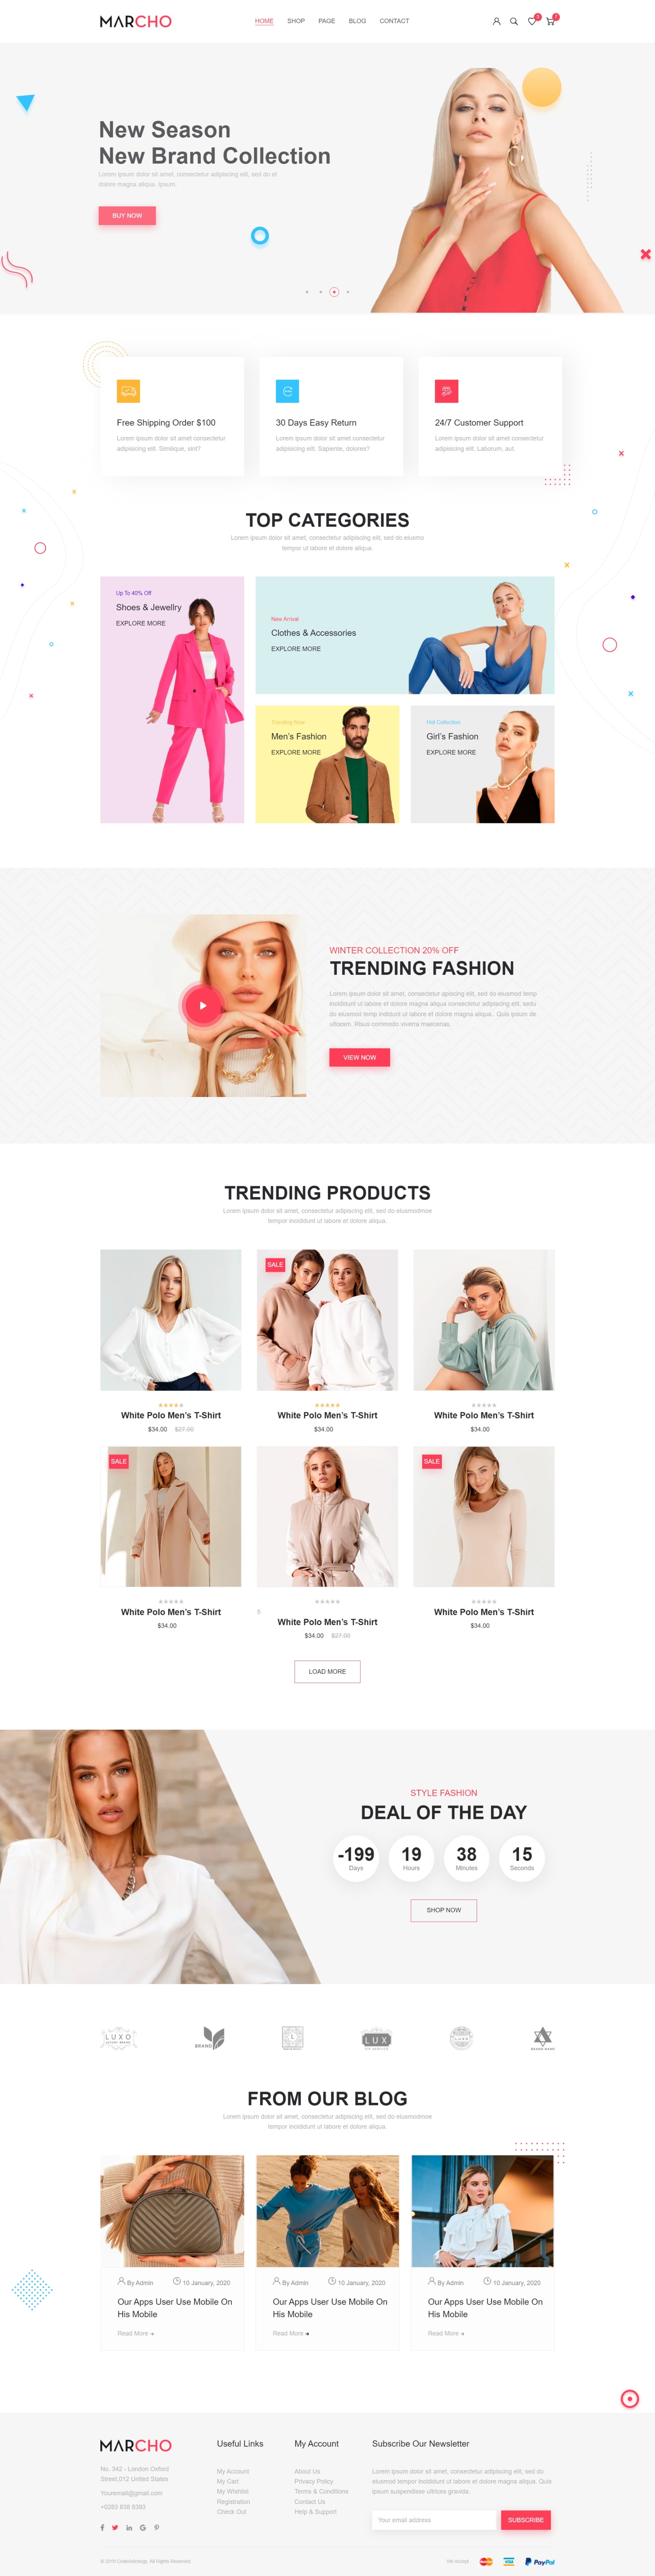 MARCHO
HOME SHOP PAGE BLOG CONTACT
New Season
New Brand Collection
Lorem ipsum dolor sit amet, consectetur adipiscing elit, sed do et
dolore magna aliqua. Ipsum.
BUY NOW
Free Shipping Order $100
Lorem ipsum dolor sit amet consectetur
adipisicing elit. Similique, sint?
30 Days Easy Return
Lorem ipsum dolor sit amet consectetur
adipisicing elit. Sapiente, dolores?
24/7 Customer Support
Lorem ipsum dolor sit amet consectetur
adipisicing elit. Laborum, aut.
TOP CATEGORIES
Lorem ipsum dolor sit amet, consectetur adipiscing elit, sed do eiusmo
tempor ut labore et dolore aliqua.
Up To 40% Off
Shoes & Jewellry
EXPLORE MORE
New Arrival
Clothes & Accessories
EXPLORE MORE
Trending Now
Men's Fashion
EXPLORE MORE
Hot Collection
Girl's Fashion
EXPLORE MORE
WINTER COLLECTION 20% OFF
TRENDING FASHION
Lorem ipsum dolor sit amet, consectetur apisicing elit, sed do eiusmod temp
incididunt ut labore et dolore magna aliqua consectetur adipisicing elit, sedu
do eiusmod temp indidunt ut labore et dolore magna aliqua.. Quis ipsum de
ultocem. Risus commodo viverra maecenas.
VIEW NOW
TRENDING PRODUCTS
Lorem ipsum dolor sit amet, consectetur adipiscing elit, sed do eiusmodmoe
tempor incididunt ut labore et dolore aliqua.
White Polo Men's T-Shirt
$34.00 $27.00
SALE
White Polo Men's T-Shirt
$34.00
White Polo Men's T-Shirt
$34.00
SALE
White Polo Men's T-Shirt
$34.00
White Polo Men's T-Shirt
$34.00 $27.00
SALE
White Polo Men's T-Shirt
$34.00
LOAD MORE
STYLE FASHION
DEAL OF THE DAY
-199 19 38 15
Days Hours Minutes Seconds
SHOP NOW
LUXO
BRAND
LUX
BRAND NAME
FROM OUR BLOG
Lorem ipsum dolor sit amet, consectetur adipiscing elit, sed do eiusmodmoe
tempor incididunt ut labore et dolore aliqua.
By Admin 10 January, 2020
Our Apps User Use Mobile On
His Mobile
Read More
By Admin 10 January, 2020
Our Apps User Use Mobile On
His Mobile
Read More
By Admin 10 January, 2020
Our Apps User Use Mobile On
His Mobile
Read More
MARCHO
No. 342 - London Oxford
Street,012 United States
Youremail@gmail.com
+0283 838 8393
Useful Links
My Account
My Cart
My Wishlist
Registration
Check Out
My Account
About Us
Privacy Policy
Terms & Conditions
Contact Us
Help & Support
Subscribe Our Newsletter
Lorem ipsum dolor sit amet, consectetur adipiscing elit, sed do
eiusmod tempor incididunt ut labore et dolore magna aliqua. Quis
ipsum suspendisse ultrices gravida.
Your email address
SUBSCRIBE
We accept
VISA
PayPal